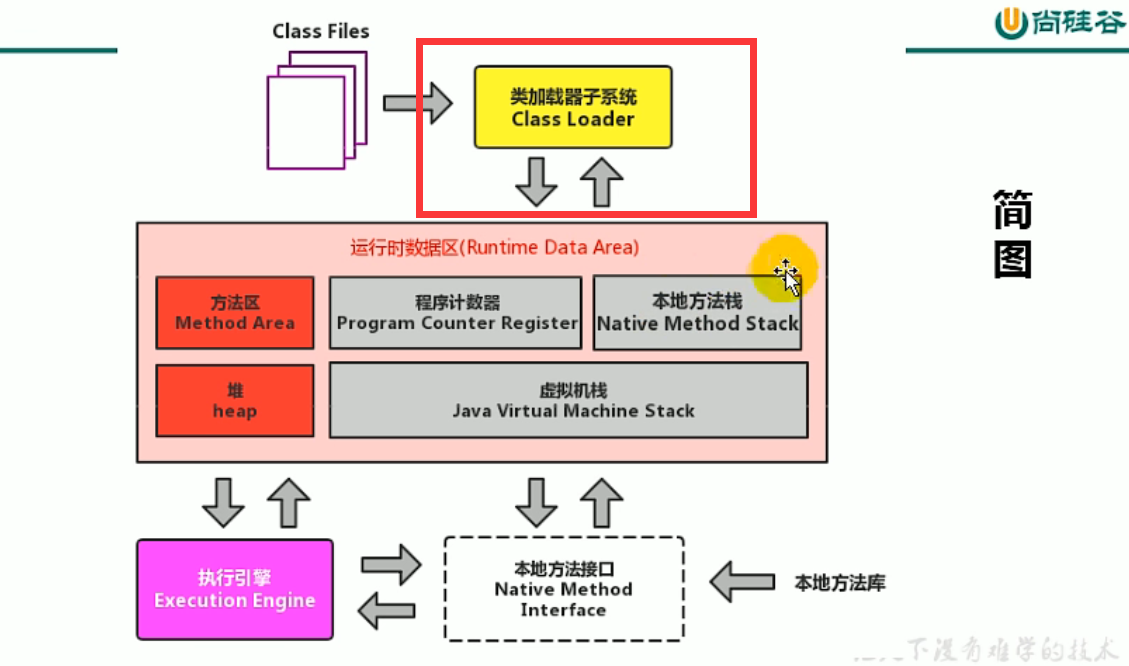 Class Files
尚硅谷
类加载器子系统
Class Loader
简
图
运行时数据区(Runtime Data Area)
方法区
Method Area
程序计数器
Program Counter Register
本地方法栈
Native Method Stack
堆
heap
虚拟机栈
Java Virtual Machine Stack
执行引擎
Execution Engine
本地方法接口
Native Method
Interface
本地方法库
下没有难学的技术